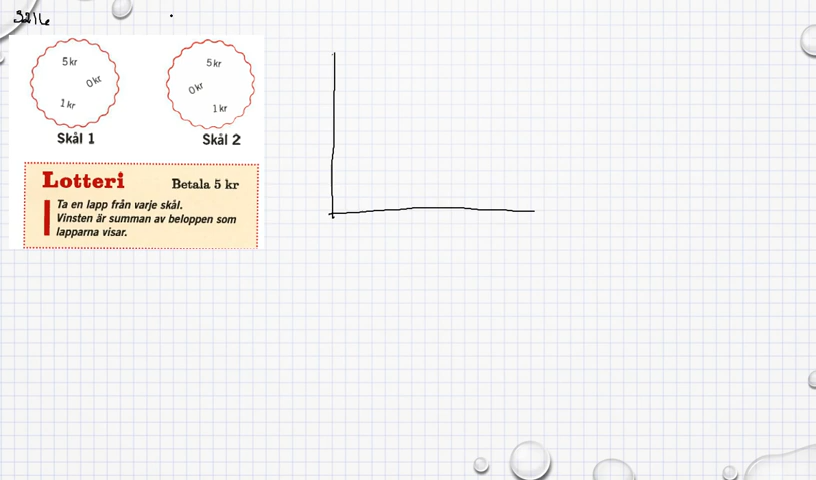 3216
5 kr
0 kr
1 kr
Skål 1
5 kr
0 kr
1 kr
Skål 2
Lotteri Betala 5 kr
Ta en lapp från varje skål.
Vinsten är summan av beloppen som
lapparna visar.